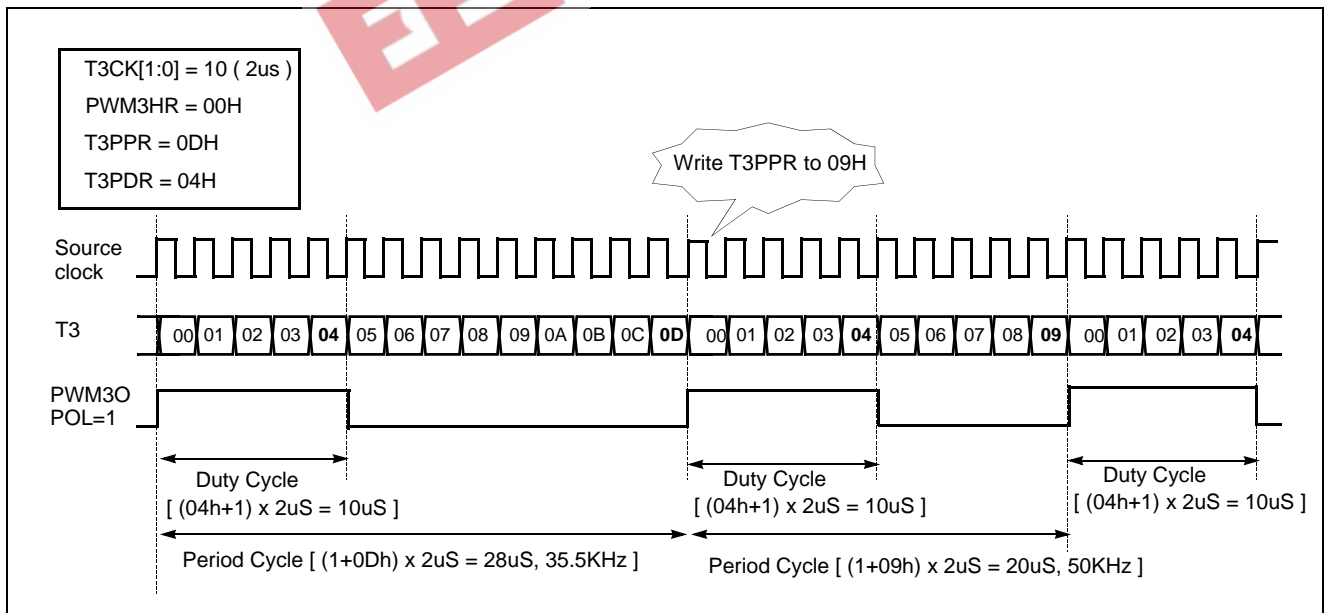 T3CK[1:0] = 10 ( 2us )
PWM3HR = 00H
T3PPR = 0DH
T3PDR = 04H
Write T3PPR to 09H
Source
clock
T3 00 01 02 03 04 05 06 07 08 09 0A 0B 0C 0D 00 01 02 03 04 05 06 07 08 09 00 01 02 03 04
PWM3O
POL=1
Duty Cycle
[ (04h+1) x 2uS = 10uS ]
Duty Cycle
[ (04h+1) x 2uS = 10uS ]
Duty Cycle
[ (04h+1) x 2uS = 10uS ]
Period Cycle [ (1+0Dh) x 2uS = 28uS, 35.5KHz ]
Period Cycle [ (1+09h) x 2uS = 20uS, 50KHz ]